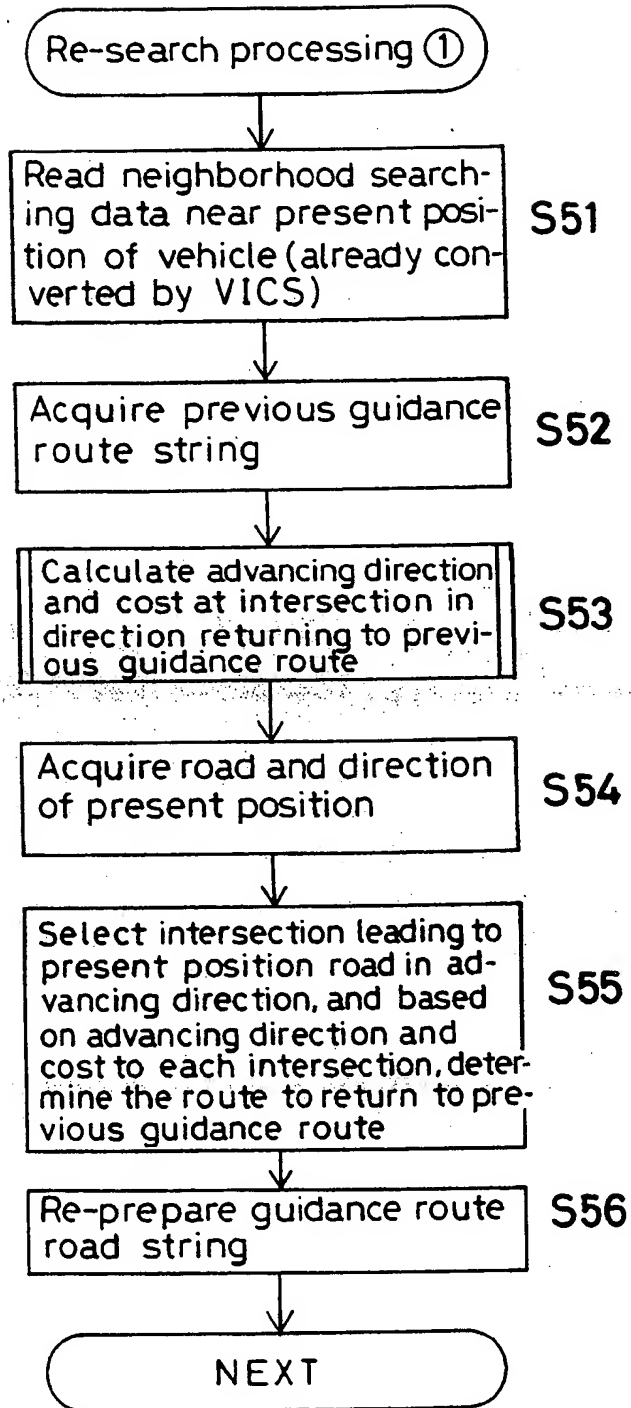 Re-search processing ①
Read neighborhood search-
ing data near present posi-
tion of vehicle (already con-
verted by VICS)
S51
Acquire previous guidance
route string
S52
Calculate advancing direction
and cost at intersection in
direction returning to previ-
ous guidance route
S53
Acquire road and direction
of present position
S54
Select intersection leading to
present position road in ad-
vancing direction, and based
on advancing direction and
cost to each intersection, deter-
mine the route to return to pre-
vious guidance route
S55
Re-prepare guidance route
road string
S56
NEXT